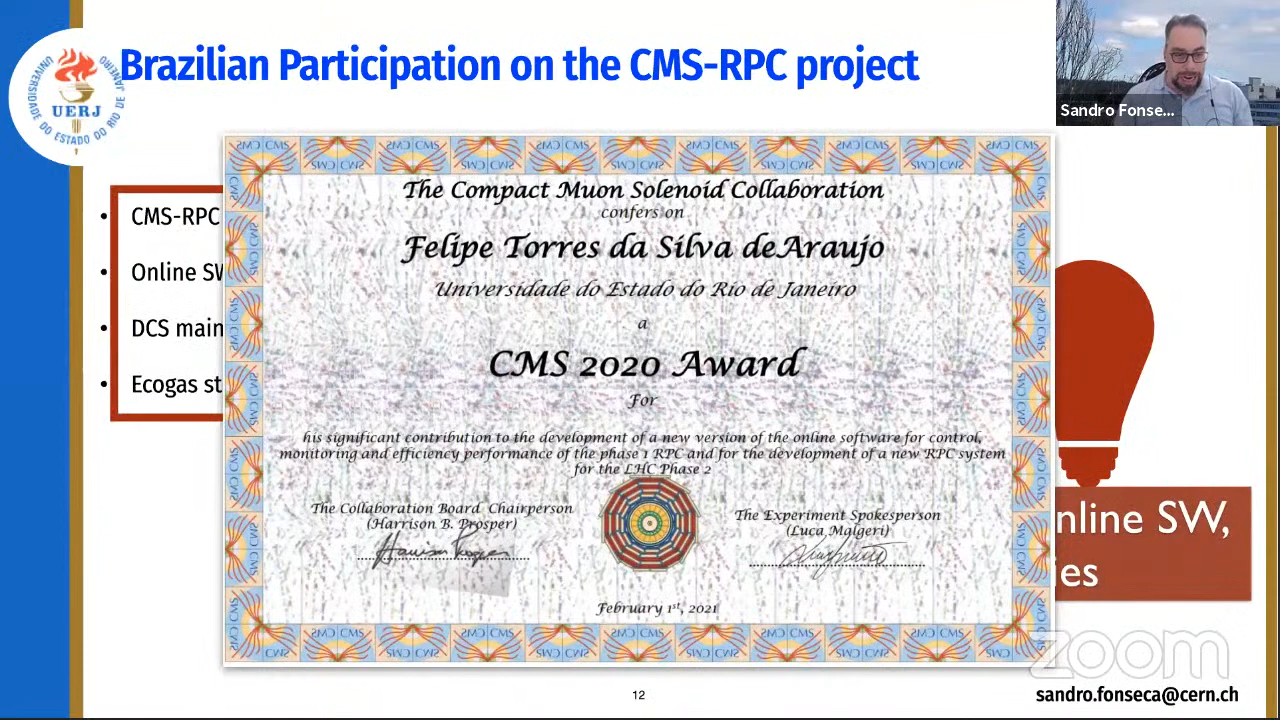 Brazilian Participation on the CMS-RPC project
UNIVERSIDADE DO ESTADO DO RIO DE JANEIRO
UERJ
Sandro Fonse...
• CMS-RPC
• Online SW
• DCS main
• Ecogas st
CMS
The Compact Muon Solenoid Collaboration
confers on
Felipe Torres da Silva de Araujo
Universidade do Estado do Rio de Janeiro
a
CMS 2020 Award
For
his significant contribution to the development of a new version of the online software for control,
monitoring and efficiency performance of the phase 1 RPC and for the development of a new RPC system
for the LHC Phase 2
The Collaboration Board Chairperson
(Harrison B. Prosper)
The Experiment Spokesperson
(Luca Malgeri)
February 1st, 2021
nline SW,
ies
zoom
12
sandro.fonseca@cern.ch